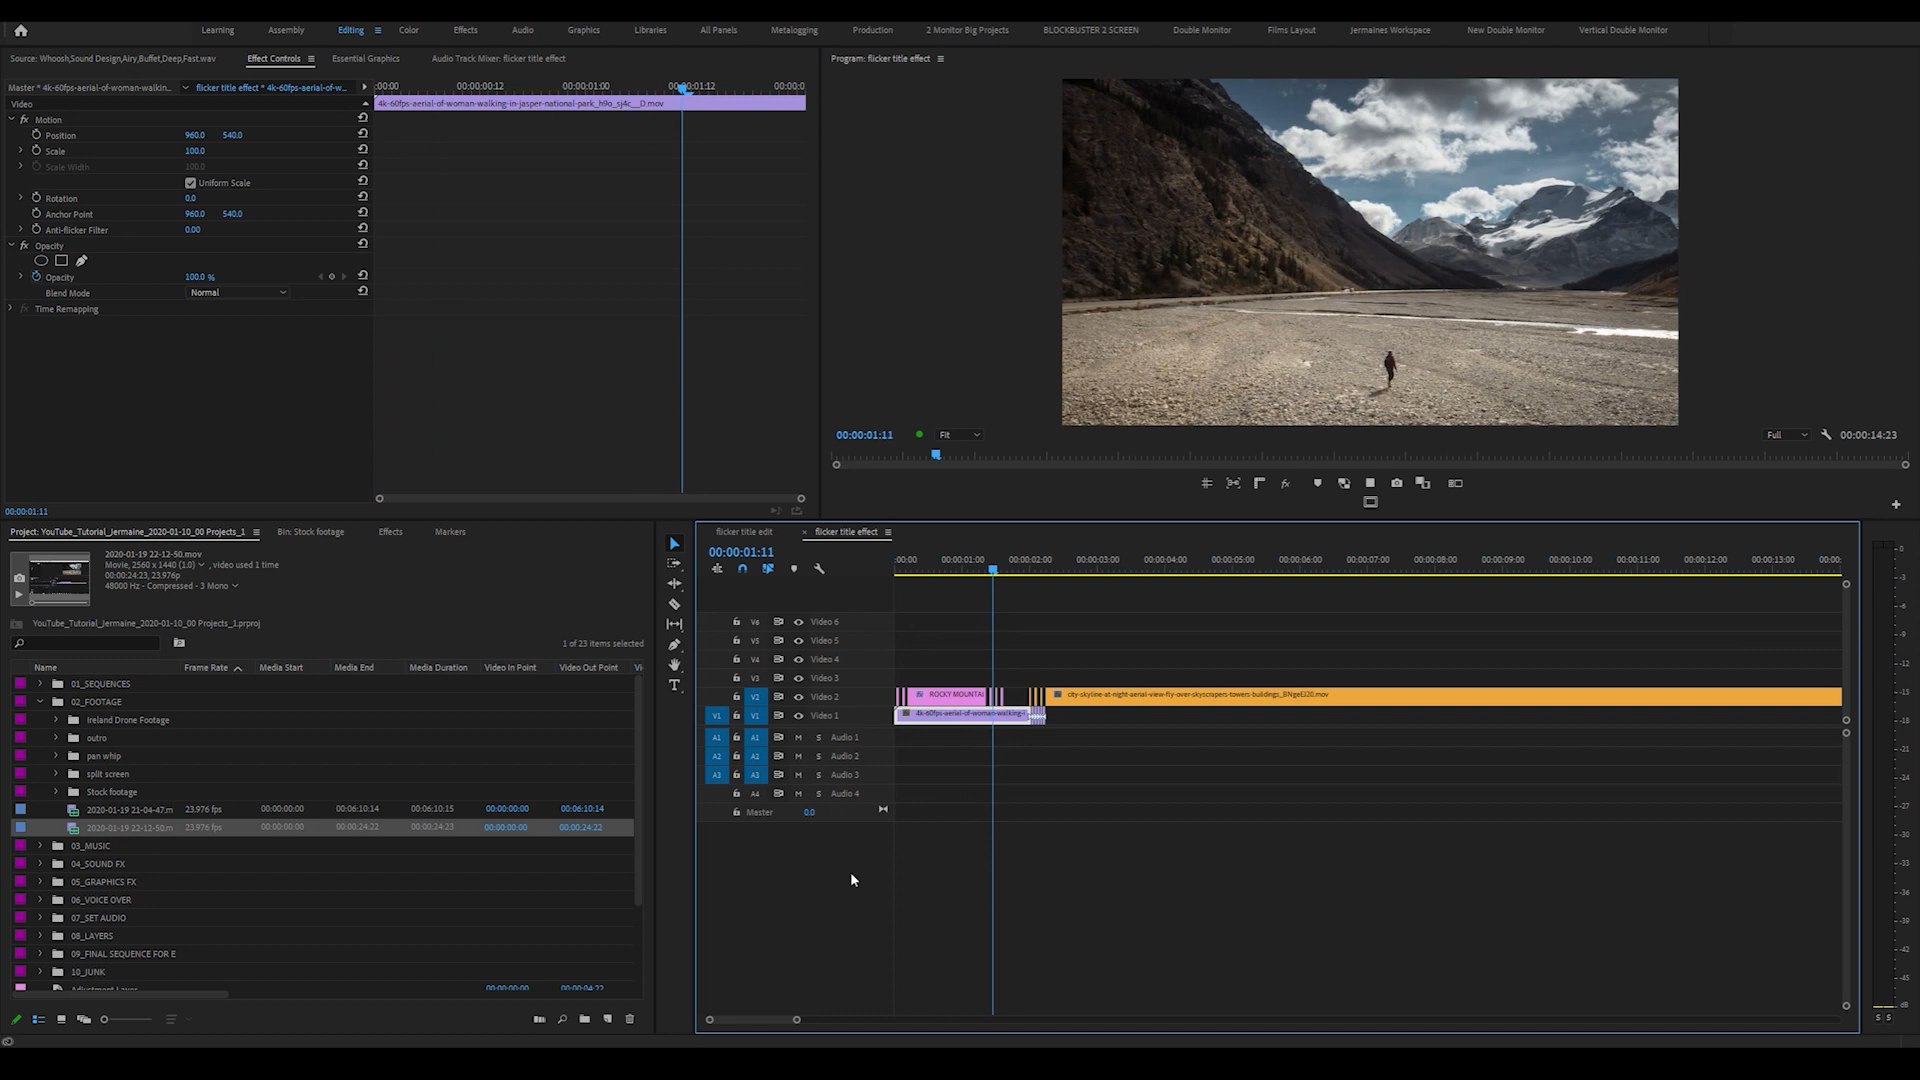 Learning Assembly Editing Color Effects Audio Graphics Libraries All Panels Metalogging Production 2 Monitor Big Projects BLOCKBUSTER 2 SCREEN Double Monitor Films Layout Jermaines Workspace New Double Monitor Vertical Double Monitor
Source: Whoosh,Sound Design,Airy,Buffet,Deep,Fast.wav Effect Controls Essential Graphics Audio Track Mixer: flicker title effect
Program: flicker title effect
Master * 4k-60fps-aerial-of-woman-walkin... flicker title effect * 4k-60fps-aerial-of-w...
:00:00 00:00:00:12 00:00:01:00 00:00:01:12 00:00:0
Video
4k-60fps-aerial-of-woman-walking-in-jasper-national-park_h9o_sj4c__D.mov
fx Motion
Position 960.0 540.0
Scale 100.0
Scale Width 100.0
Uniform Scale
Rotation 0.0
Anchor Point 960.0 540.0
Anti-flicker Filter 0.00
fx Opacity
Opacity 100.0 %
Blend Mode Normal
fx Time Remapping
00:00:01:11
00:00:01:11 Fit Full 00:00:14:23
fx
Project: YouTube_Tutorial_Jermaine_2020-01-10_00 Projects_1 Bin: Stock footage Effects Markers
2020-01-19 22-12-50.mov
Movie, 2560 x 1440 (1.0) , video used 1 time
00:00:24:23, 23.976p
48000 Hz - Compressed - 3 Mono
YouTube_Tutorial_Jermaine_2020-01-10_00 Projects_1.prproj
1 of 23 items selected
Name Frame Rate Media Start Media End Media Duration Video In Point Video Out Point Vi
01_SEQUENCES
02_FOOTAGE
Ireland Drone Footage
outro
pan whip
split screen
Stock footage
2020-01-19 21-04-47.m 23.976 fps 00:00:00:00 00:06:10:14 00:06:10:15 00:00:00:00 00:06:10:14
2020-01-19 22-12-50.m 23.976 fps 00:00:00:00 00:00:24:22 00:00:24:23 00:00:00:00 00:00:24:22
03_MUSIC
04_SOUND FX
05_GRAPHICS FX
06_VOICE OVER
07_SET AUDIO
08_LAYERS
09_FINAL SEQUENCE FOR E
10_JUNK
Adjustment Layer 00:00:00:00 00:00:04:22
flicker title edit × flicker title effect
00:00:01:11
:00:00 00:00:01:00 00:00:02:00 00:00:03:00 00:00:04:00 00:00:05:00 00:00:06:00 00:00:07:00 00:00:08:00 00:00:09:00 00:00:10:00 00:00:11:00 00:00:12:00 00:00:13:00 00:00:
V6 Video 6
V5 Video 5
V4 Video 4
V3 Video 3
V2 Video 2 ROCKY MOUNTAI city-skyline-at-night-aerial-view-fly-over-skyscrapers-towers-buildings_BNgeEJ20.mov
V1 V1 Video 1 4k-60fps-aerial-of-woman-walking-i
A1 A1 M S Audio 1
A2 A2 M S Audio 2
A3 A3 M S Audio 3
A4 M S Audio 4
Master 0.0
0
-3
-6
-9
-12
-15
-18
-21
-24
-27
-30
-33
-36
-39
-42
-45
dB
S S